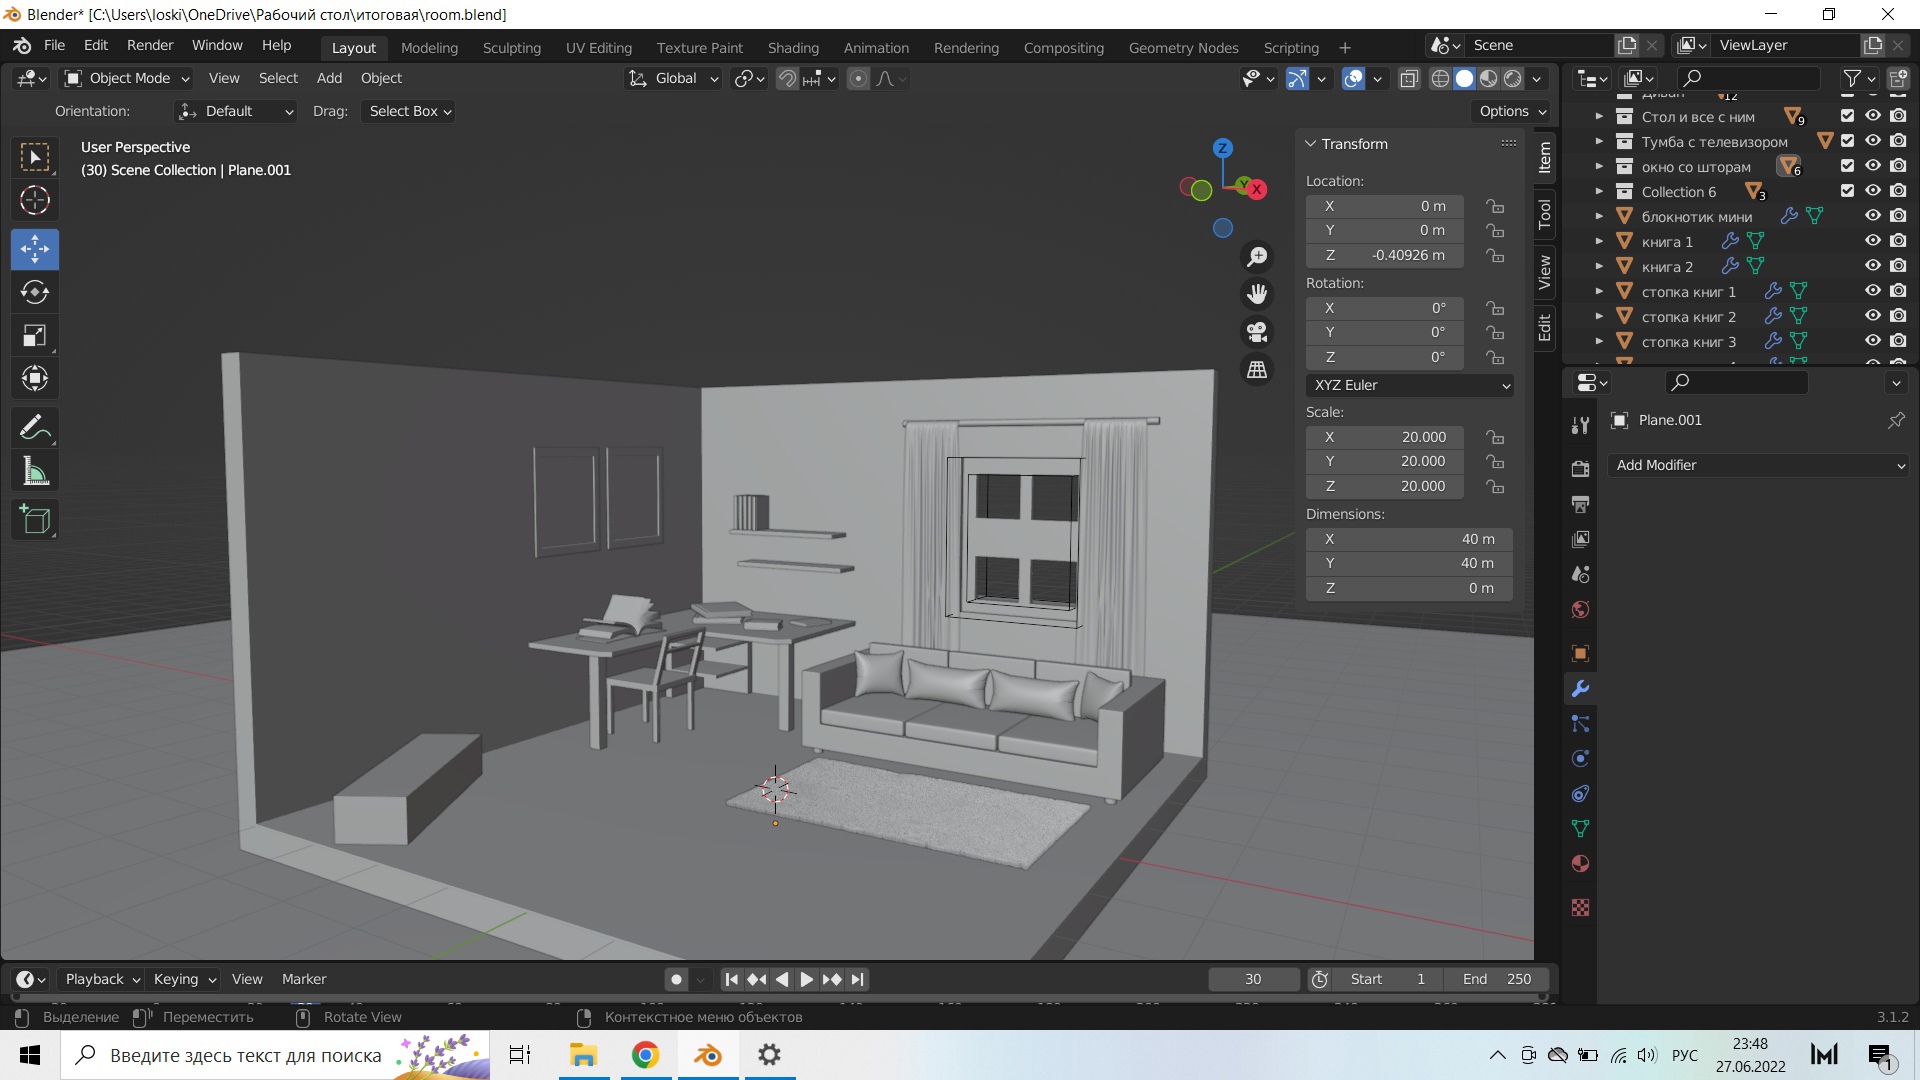 Blender* [C:\Users\loski\OneDrive\Рабочий стол\итоговая\room.blend]
File Edit Render Window Help
Layout Modeling Sculpting UV Editing Texture Paint Shading Animation Rendering Compositing Geometry Nodes Scripting +
Scene
ViewLayer
Object Mode View Select Add Object
Global
Orientation: Default Drag: Select Box
Options
User Perspective
(30) Scene Collection | Plane.001
Z
Y
X
Transform
Location:
X 0 m
Y 0 m
Z -0.40926 m
Rotation:
X 0°
Y 0°
Z 0°
XYZ Euler
Scale:
X 20.000
Y 20.000
Z 20.000
Dimensions:
X 40 m
Y 40 m
Z 0 m
Item
Tool
View
Edit
12
Стол и все с ним 9
Тумба с телевизором
окно со шторам 6
Collection 6 3
блокнотик мини
книга 1
книга 2
стопка книг 1
стопка книг 2
стопка книг 3
Plane.001
Add Modifier
Playback Keying View Marker
30
Start 1
End 250
Выделение
Переместить
Rotate View
Контекстное меню объектов
3.1.2
Введите здесь текст для поиска
РУС
23:48
27.06.2022
1